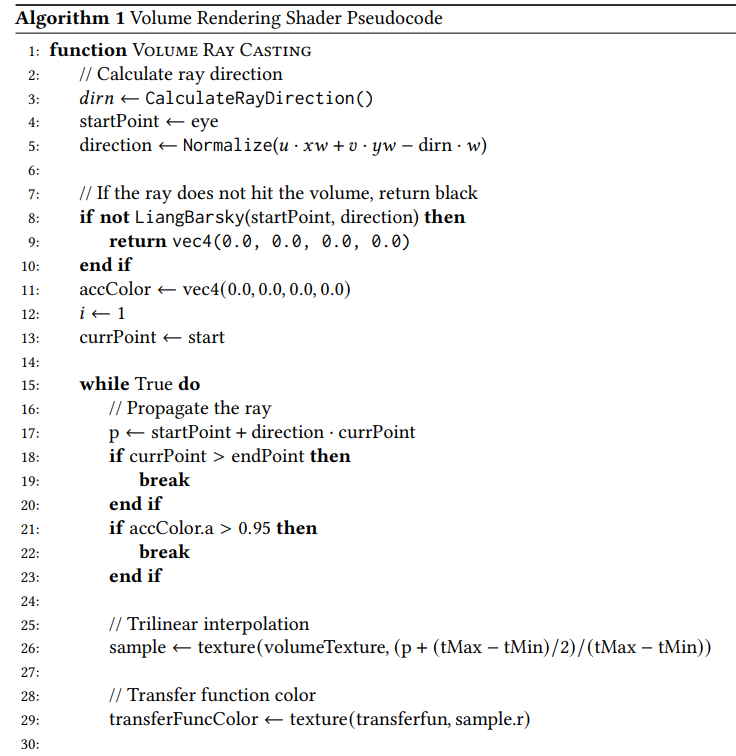 Algorithm 1 Volume Rendering Shader Pseudocode
1: function Volume Ray Casting
2: // Calculate ray direction
3: dirn ← CalculateRayDirection()
4: startPoint ← eye
5: direction ← Normalize(u · xw + v · yw − dirn · w)
6:
7: // If the ray does not hit the volume, return black
8: if not LiangBarsky(startPoint, direction) then
9: return vec4(0.0, 0.0, 0.0, 0.0)
10: end if
11: accColor ← vec4(0.0, 0.0, 0.0, 0.0)
12: i ← 1
13: currPoint ← start
14:
15: while True do
16: // Propagate the ray
17: p ← startPoint + direction · currPoint
18: if currPoint > endPoint then
19: break
20: end if
21: if accColor.a > 0.95 then
22: break
23: end if
24:
25: // Trilinear interpolation
26: sample ← texture(volumeTexture, (p + (tMax − tMin)/2)/(tMax − tMin))
27:
28: // Transfer function color
29: transferFuncColor ← texture(transferfun, sample.r)
30: